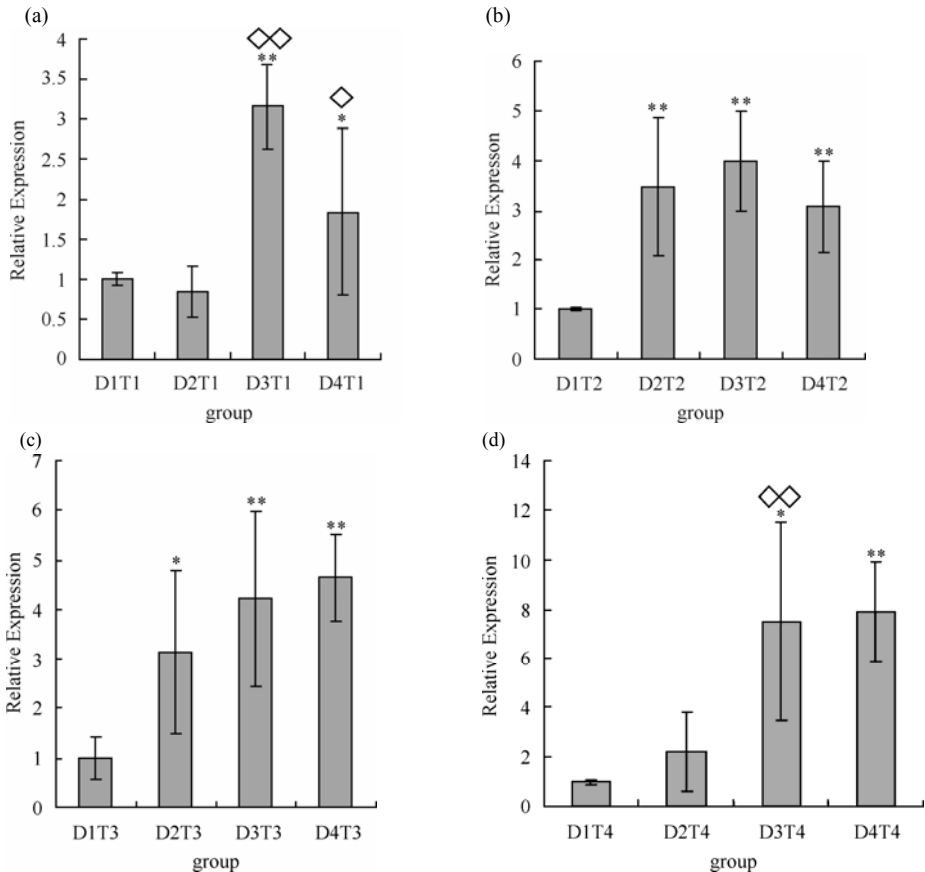 (a)
Relative Expression
4
3.5
3
2.5
2
1.5
1
0.5
0
**
*
D1T1 D2T1 D3T1 D4T1
group
(b)
Relative Expresson
6
5
4
3
2
1
0
** ** **
D1T2 D2T2 D3T2 D4T2
group
(c)
Relative Expression
7
6
5
4
3
2
1
0
* ** **
D1T3 D2T3 D3T3 D4T3
group
(d)
Relative Expression
14
12
10
8
6
4
2
0
* **
D1T4 D2T4 D3T4 D4T4
group